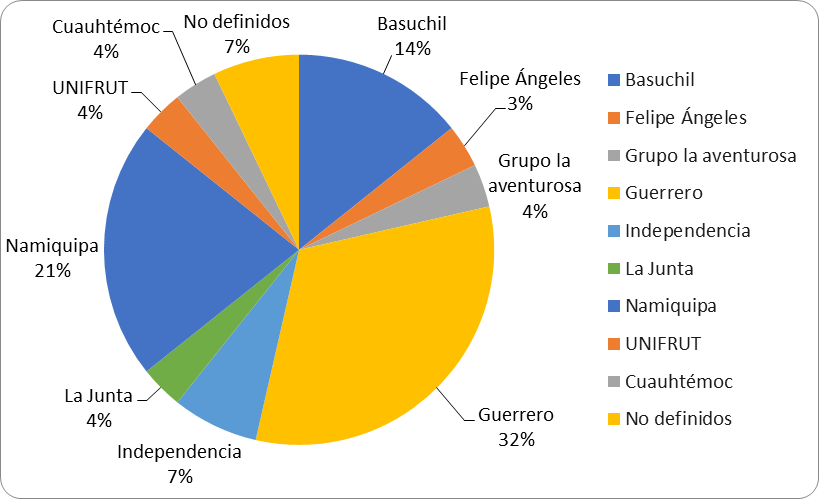 No definidos
7%
Basuchil
14%
Felipe Ángeles
3%
Grupo la
aventurosa
4%
Guerrero
32%
Independencia
7%
La Junta
4%
Namiquipa
21%
UNIFRUT
4%
Cuauhtémoc
4%
Basuchil
Felipe Ángeles
Grupo la aventurosa
Guerrero
Independencia
La Junta
Namiquipa
UNIFRUT
Cuauhtémoc
No definidos